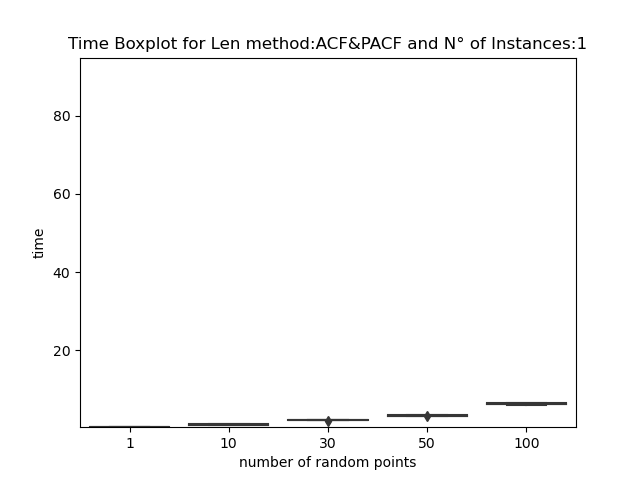 Time Boxplot for Len method:ACF&PACF and N° of Instances:1
80
60
40
20
time
1 10 30 50 100
number of random points